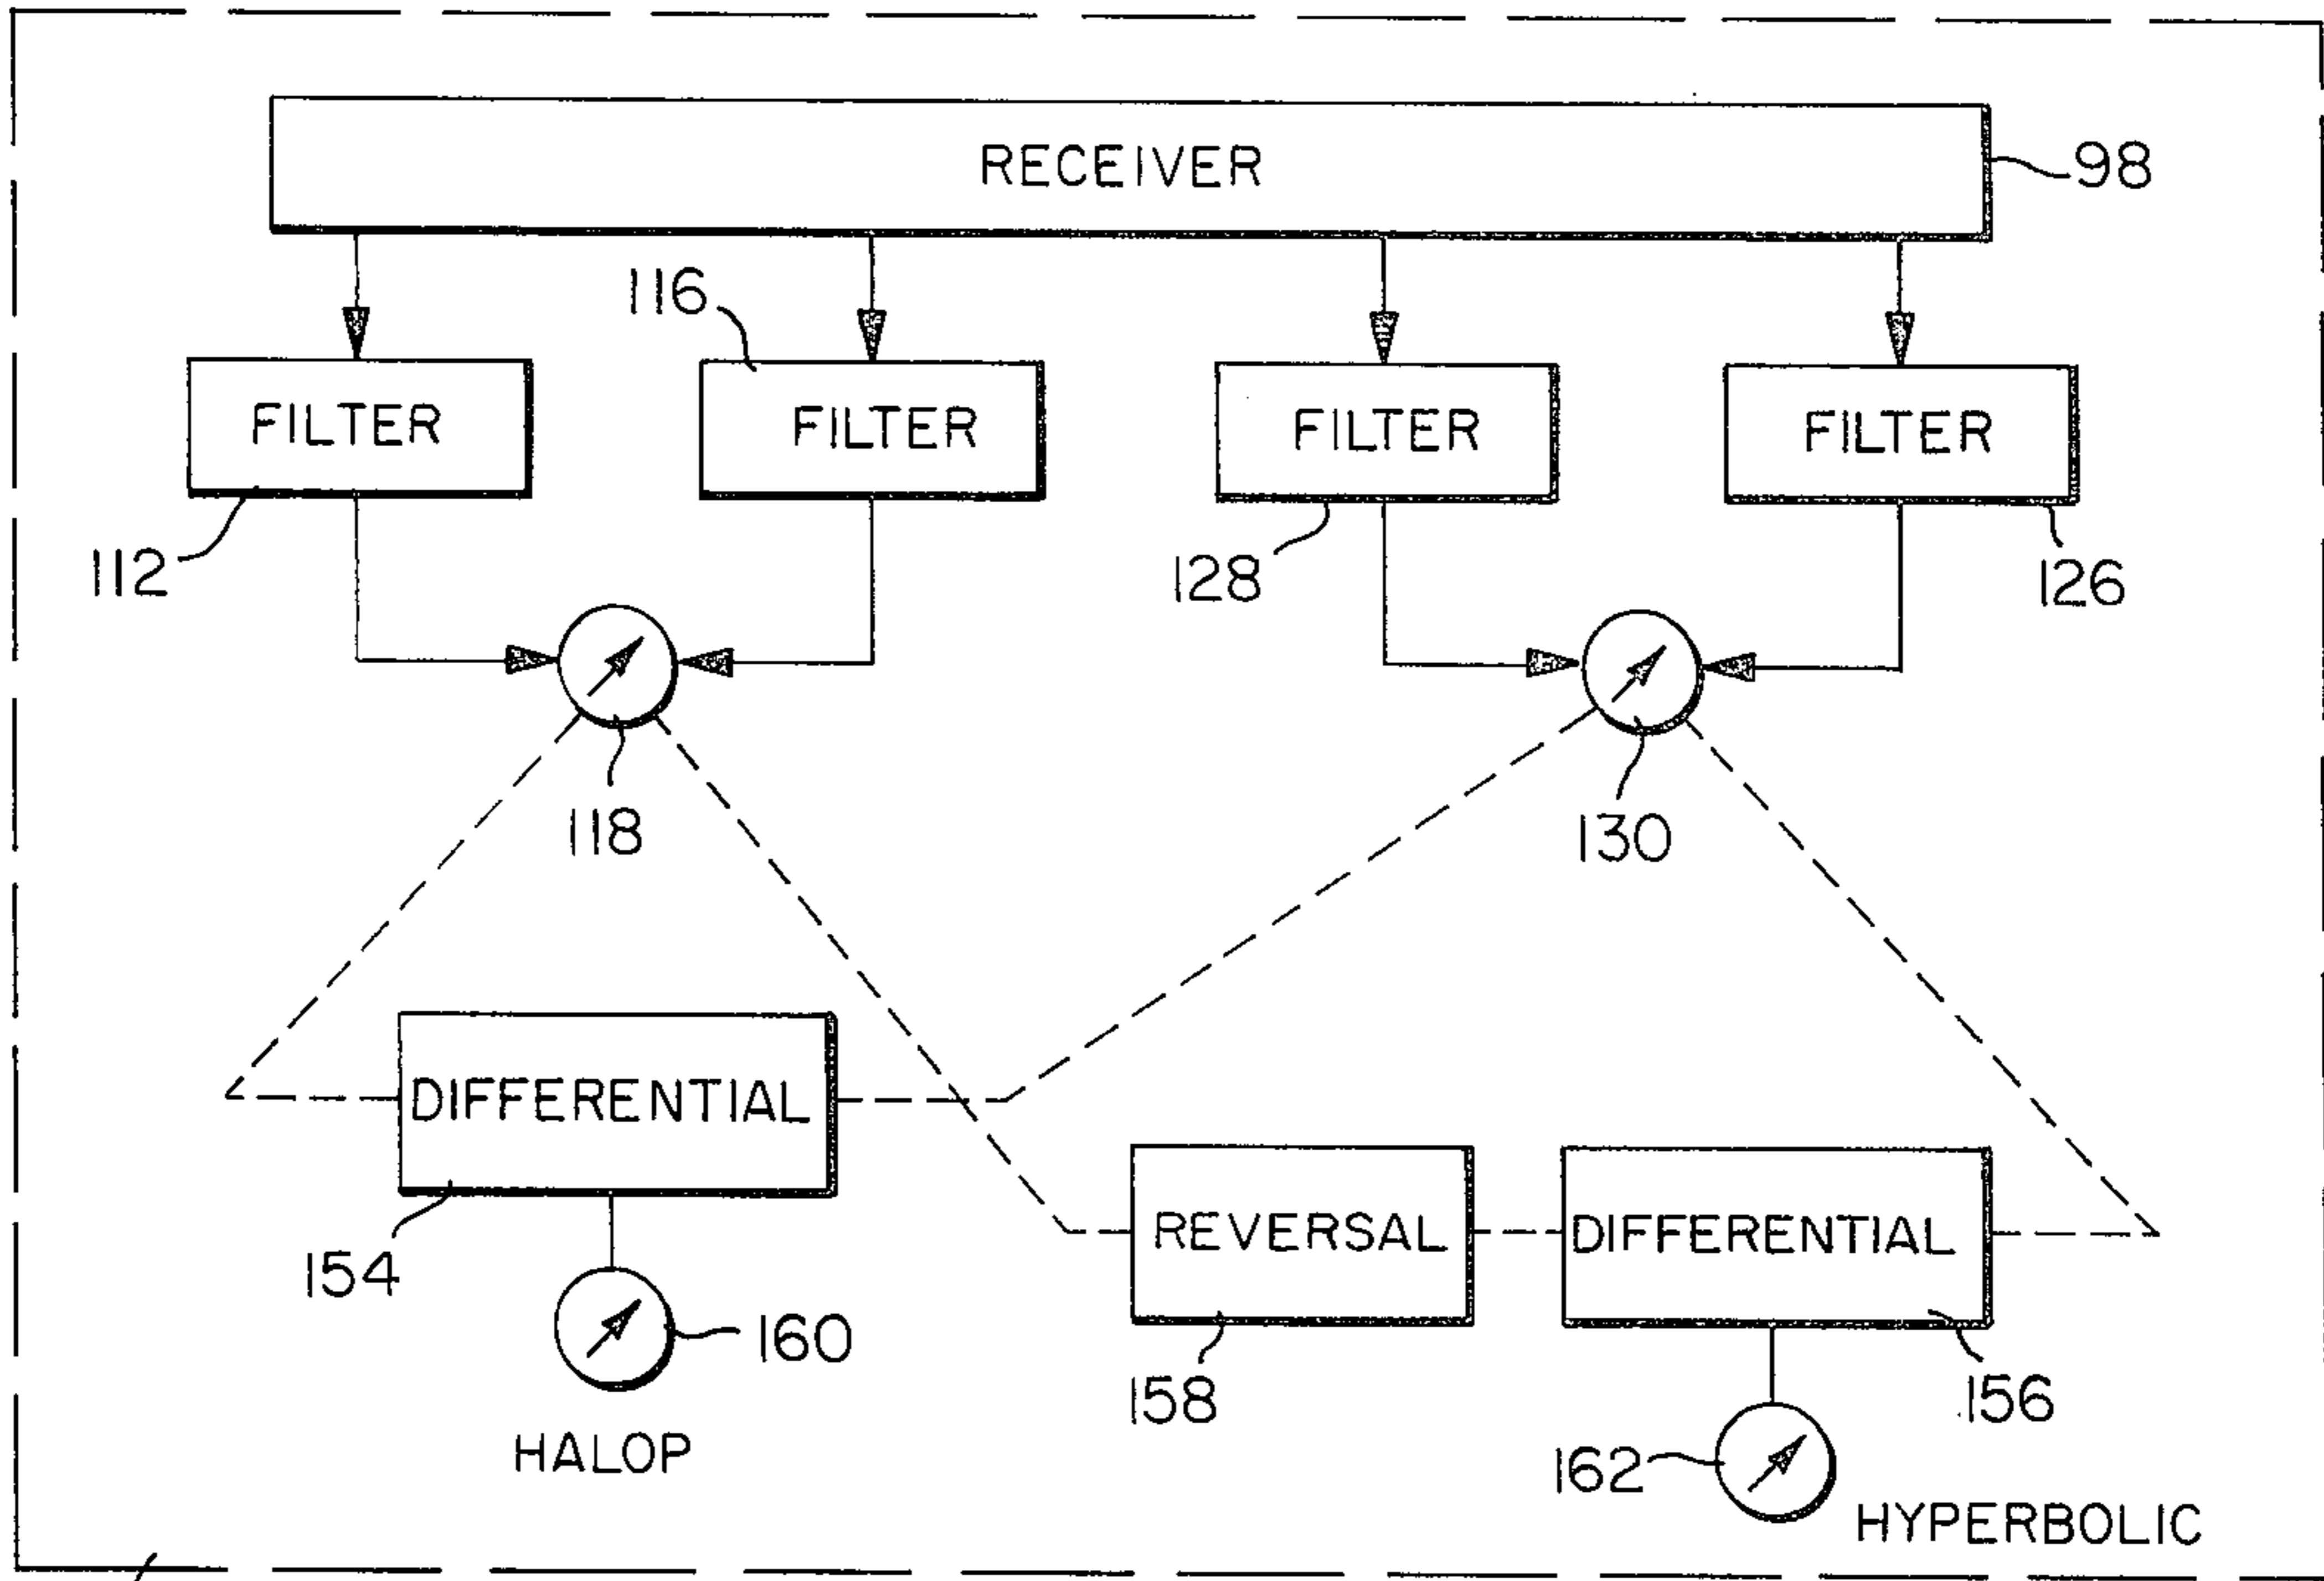 RECEIVER
98
116
FILTER
FILTER
FILTER
FILTER
112
128
126
118
130
DIFFERENTIAL
REVERSAL
DIFFERENTIAL
154
160
158
156
HALOP
162
HYPERBOLIC